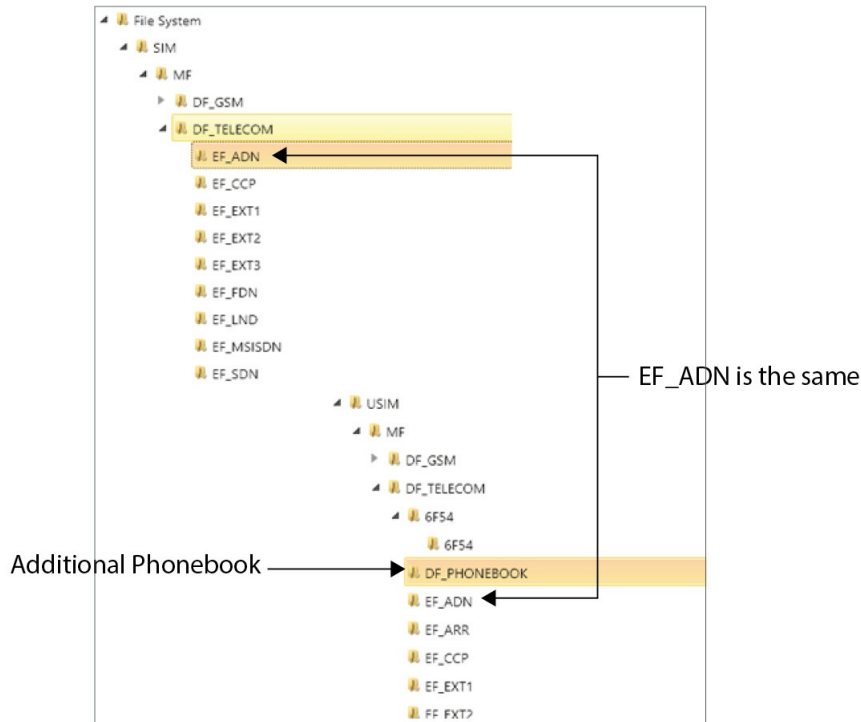 File System
SIM
MF
DF_GSM
DF_TELECOM
EF_ADN
EF_CCP
EF_EXT1
EF_EXT2
EF_EXT3
EF_FDN
EF_LND
EF_MSISDN
EF_SDN
EF_ADN is the same
USIM
MF
DF_GSM
DF_TELECOM
6F54
6F54
Additional Phonebook
DF_PHONEBOOK
EF_ADN
EF_ARR
EF_CCP
EF_EXT1
EF_EXT2